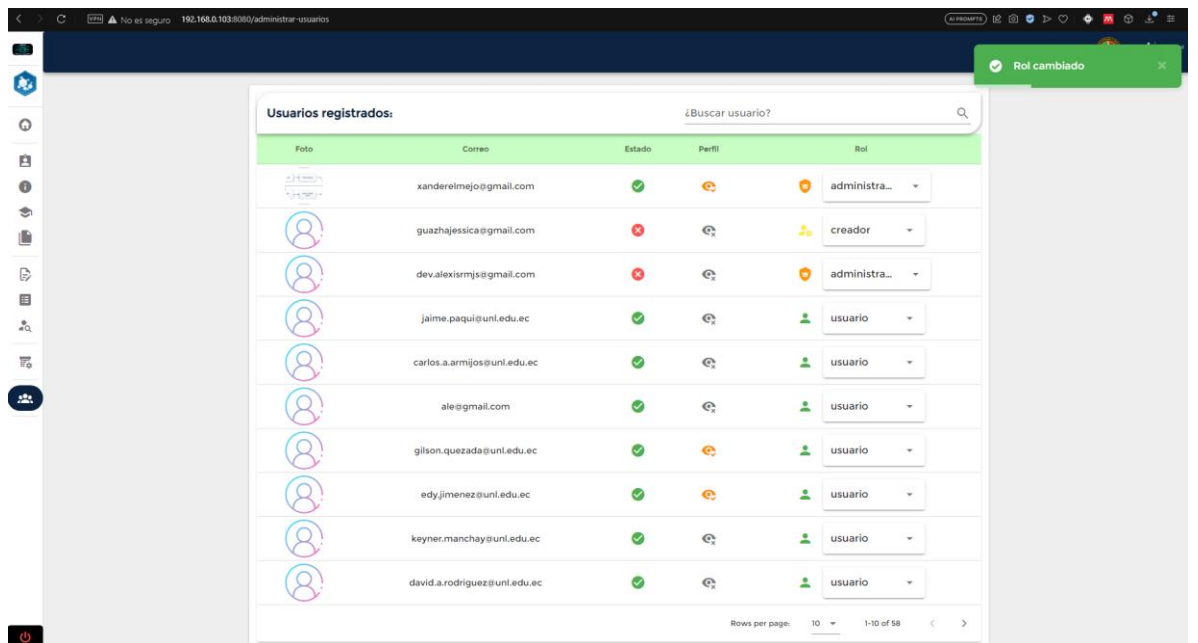 VPN No es seguro 192.168.0.103:8080/administrar-usuarios AI PROMPTS
Rol cambiado
Usuarios registrados: ¿Buscar usuario?
Foto Correo Estado Perfil Rol
xanderelmejo@gmail.com administra...
guazhajessica@gmail.com creador
dev.alexisrmjs@gmail.com administra...
jaime.paqui@unl.edu.ec usuario
carlos.a.armijos@unl.edu.ec usuario
ale@gmail.com usuario
gilson.quezada@unl.edu.ec usuario
edy.jimenez@unl.edu.ec usuario
keyner.manchay@unl.edu.ec usuario
david.a.rodriguez@unl.edu.ec usuario
Rows per page: 10 1-10 of 58